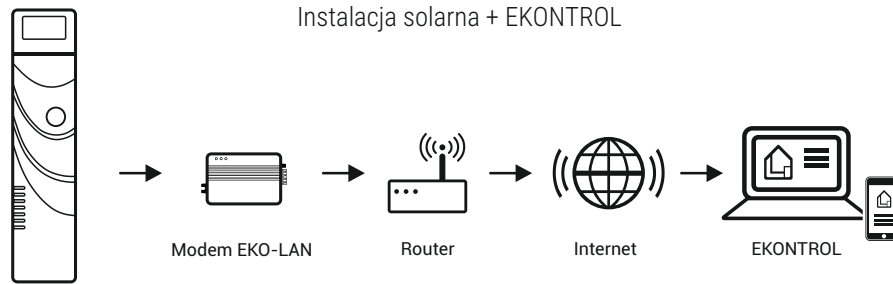 Instalacja solarna + EKONTROL
Modem EKO-LAN
Router
Internet
EKONTROL